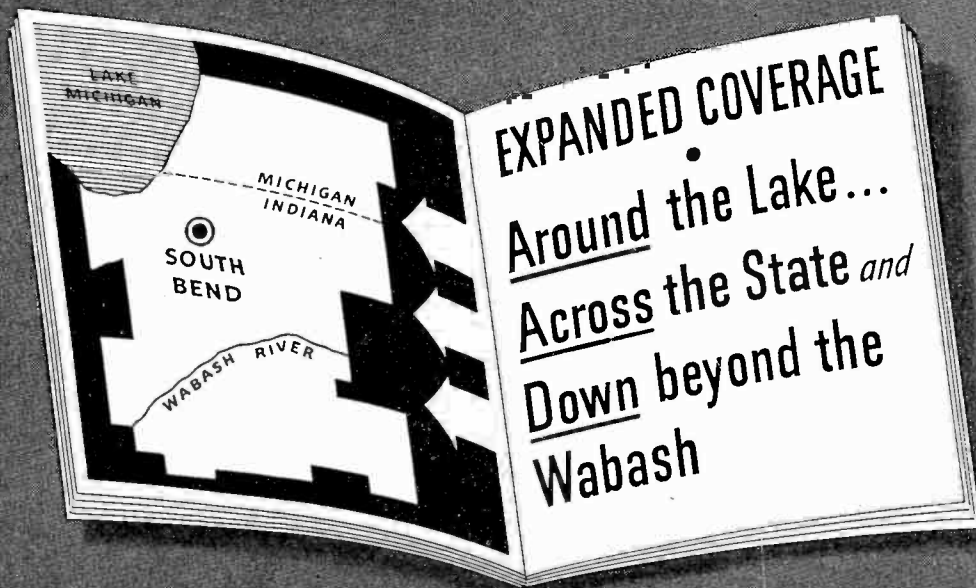 LAKE
MICHIGAN
MICHIGAN
INDIANA
SOUTH
BEND
WABASH RIVER
EXPANDED COVERAGE
•
Around the Lake...
Across the State and
Down beyond the
Wabash